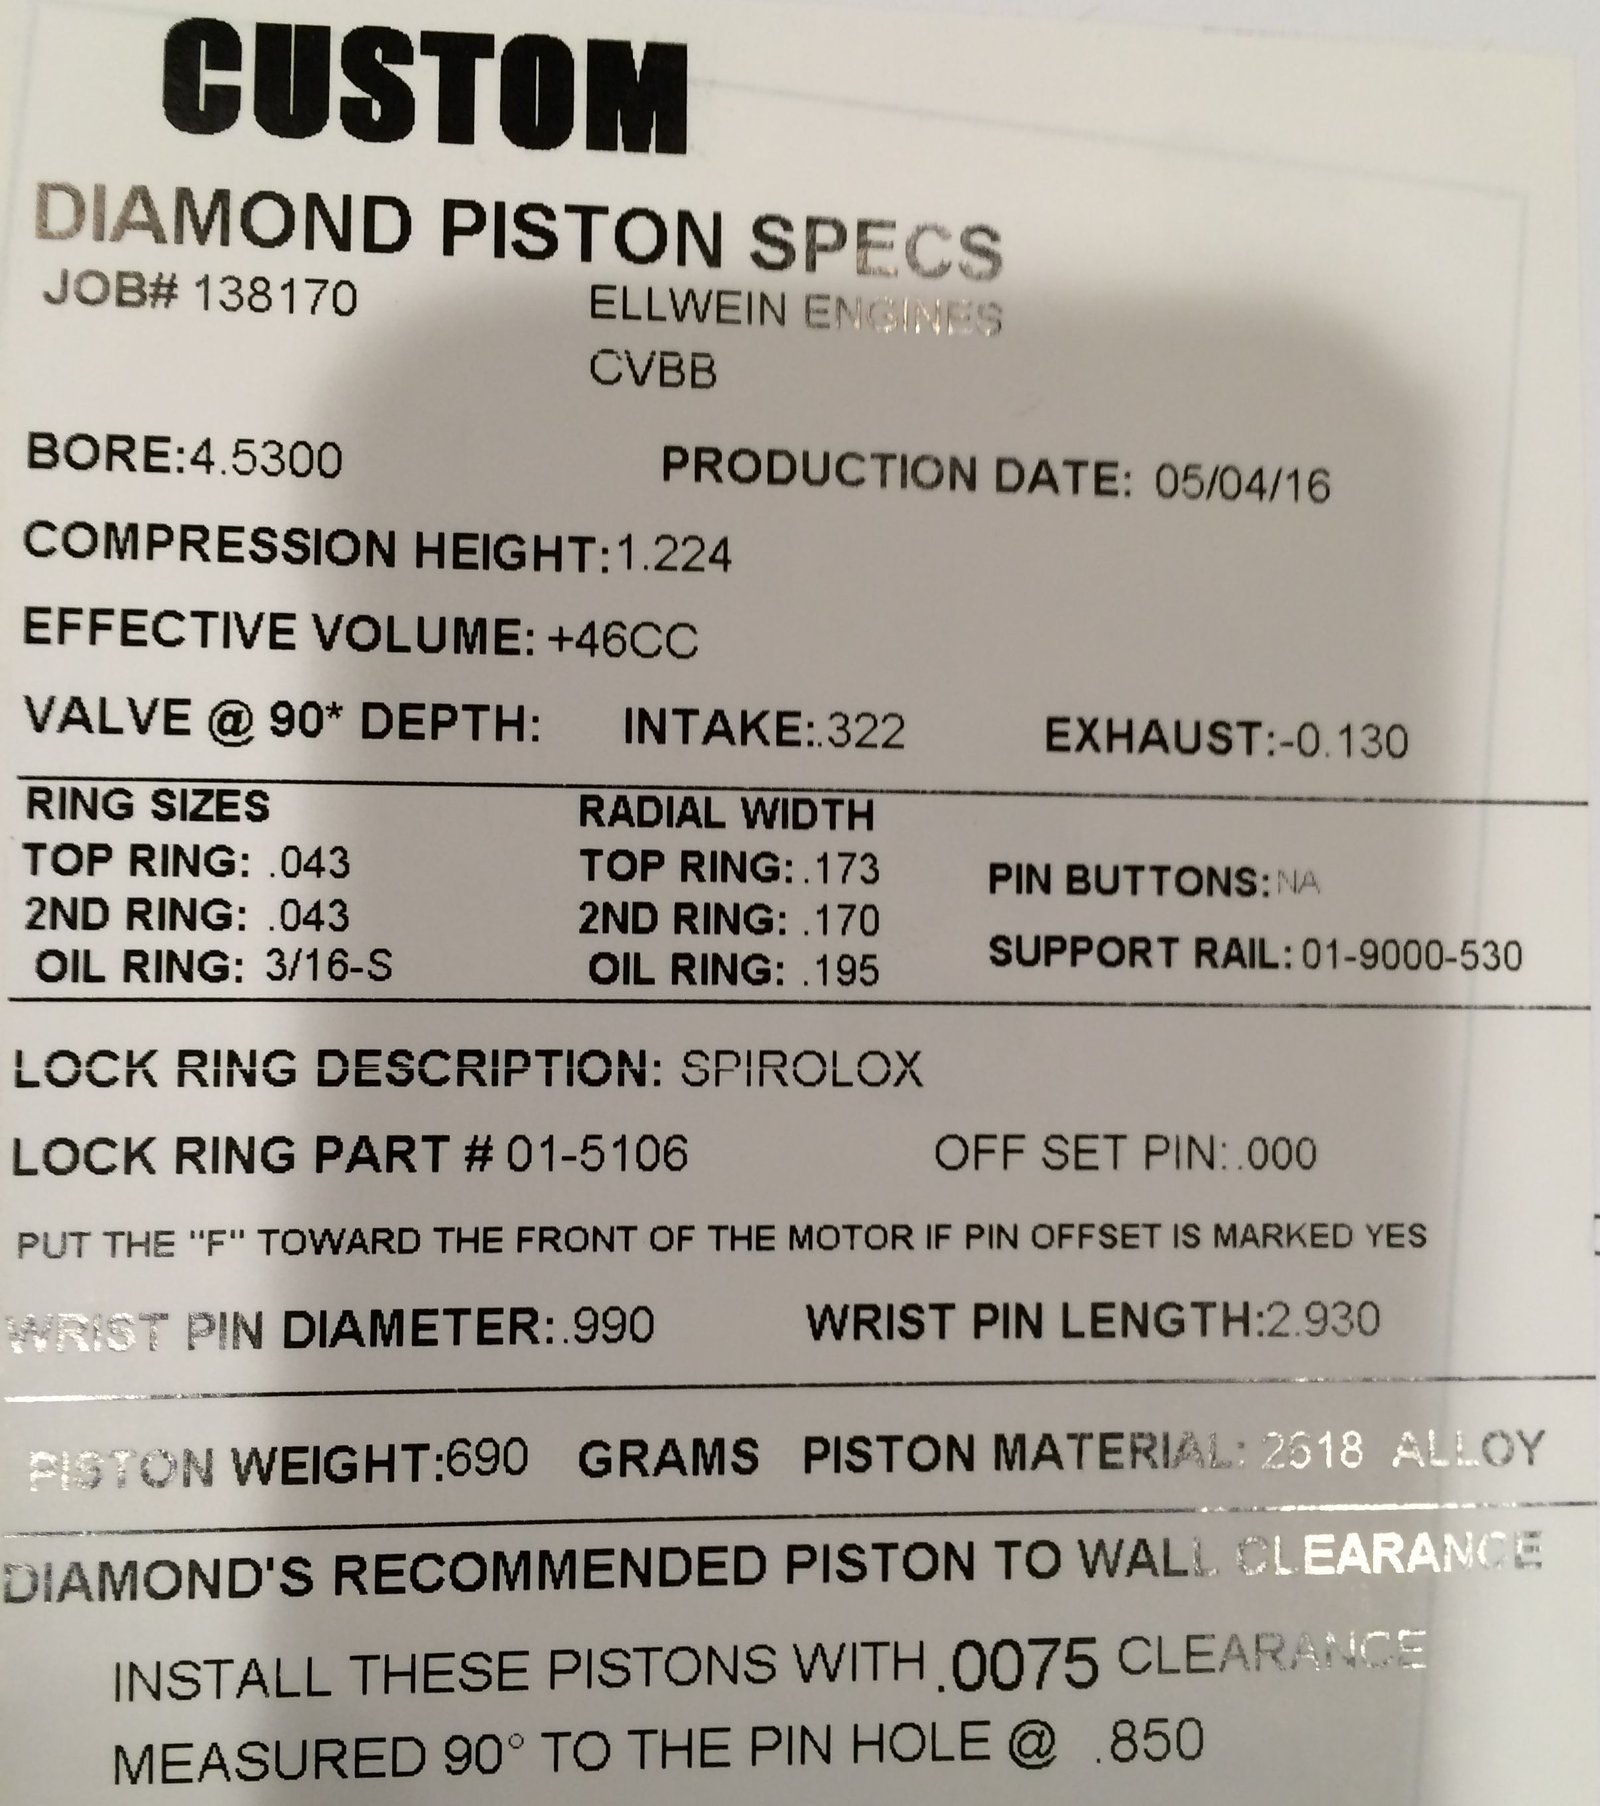 CUSTOM
DIAMOND PISTON SPECS
JOB# 138170 ELLWEIN ENGINES
CVBB
BORE:4.5300 PRODUCTION DATE: 05/04/16
COMPRESSION HEIGHT:1.224
EFFECTIVE VOLUME: +46CC
VALVE @ 90* DEPTH: INTAKE:.322 EXHAUST:-0.130
RING SIZES RADIAL WIDTH
TOP RING: .043 TOP RING: .173 PIN BUTTONS:NA
2ND RING: .043 2ND RING: .170
OIL RING: 3/16-S OIL RING: .195 SUPPORT RAIL: 01-9000-530
LOCK RING DESCRIPTION: SPIROLOX
LOCK RING PART # 01-5106 OFF SET PIN:.000
PUT THE "F" TOWARD THE FRONT OF THE MOTOR IF PIN OFFSET IS MARKED YES
WRIST PIN DIAMETER:.990 WRIST PIN LENGTH:2.930
PISTON WEIGHT:690 GRAMS PISTON MATERIAL: 2618 ALLOY
DIAMOND'S RECOMMENDED PISTON TO WALL CLEARANCE
INSTALL THESE PISTONS WITH .0075 CLEARANCE
MEASURED 90° TO THE PIN HOLE @ .850